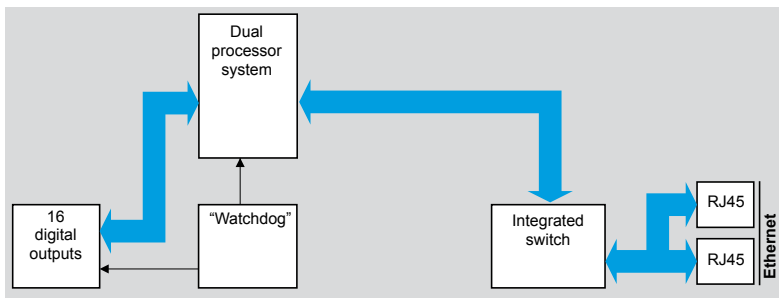 Dual
processor
system
16
digital
outputs
“Watchdog”
Integrated
switch
RJ45
RJ45
Ethernet